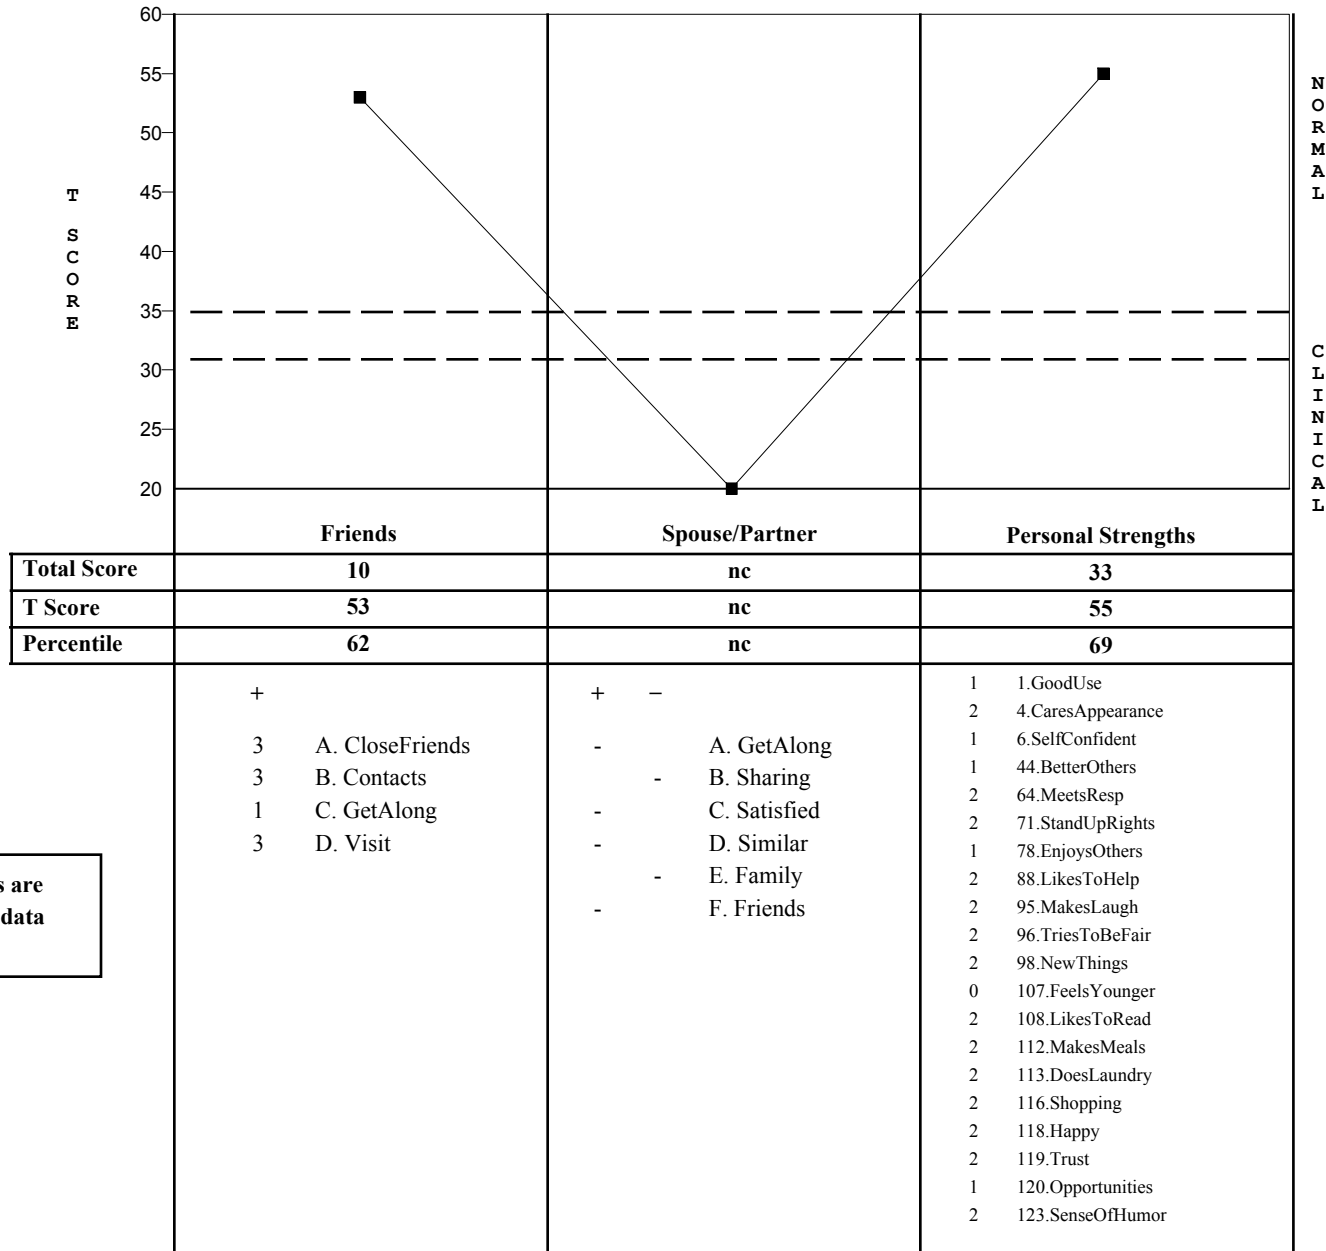 60
55
50
45
40
35
30
25
20
T SCORE
NORMAL
CLINICAL
Friends Spouse/Partner Personal Strengths
Total Score 10 nc 33
T Score 53 nc 55
Percentile 62 nc 69
+
3 A. CloseFriends
3 B. Contacts
1 C. GetAlong
3 D. Visit
+ –
- A. GetAlong
- B. Sharing
- C. Satisfied
- D. Similar
- E. Family
- F. Friends
1 1.GoodUse
2 4.CaresAppearance
1 6.SelfConfident
1 44.BetterOthers
2 64.MeetsResp
2 71.StandUpRights
1 78.EnjoysOthers
2 88.LikesToHelp
2 95.MakesLaugh
2 96.TriesToBeFair
2 98.NewThings
0 107.FeelsYounger
2 108.LikesToRead
2 112.MakesMeals
2 113.DoesLaundry
2 116.Shopping
2 118.Happy
2 119.Trust
1 120.Opportunities
2 123.SenseOfHumor
are
data